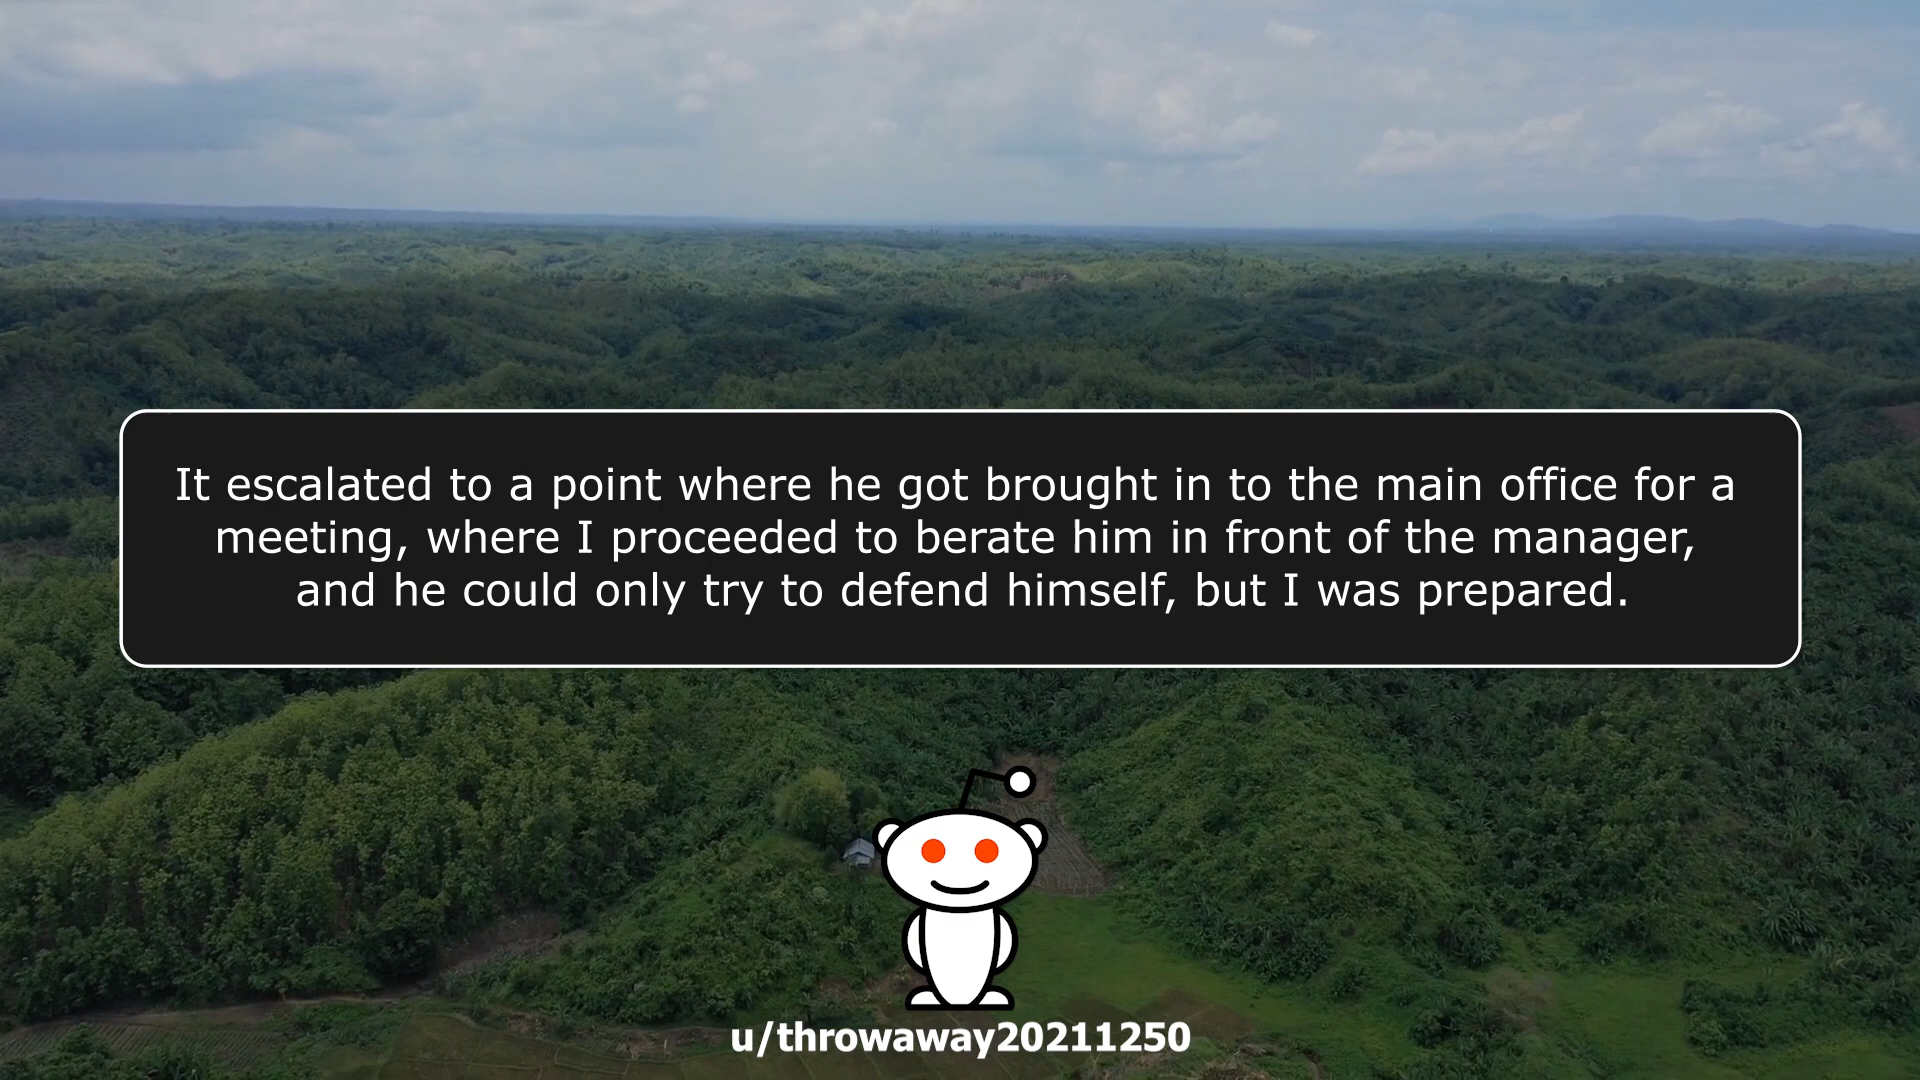 It escalated to a point where he got brought in to the main office for a
meeting, where I proceeded to berate him in front of the manager,
and he could only try to defend himself, but I was prepared.
u/throwaway20211250